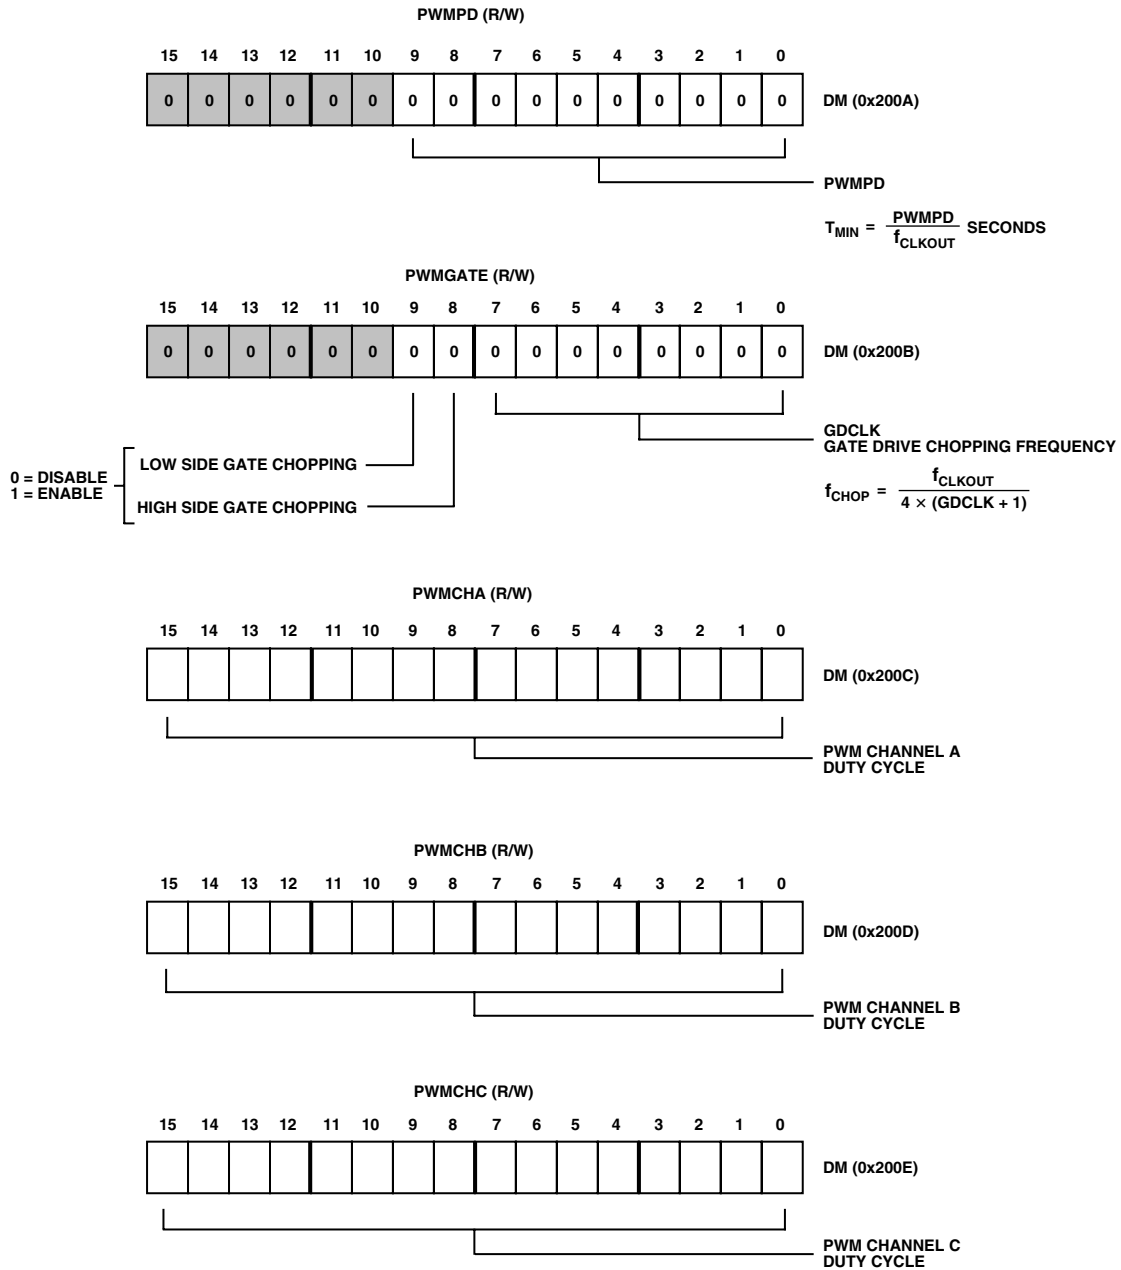 PWMPD (R/W)
15 14 13 12 11 10 9 8 7 6 5 4 3 2 1 0
0 0 0 0 0 0 0 0 0 0 0 0 0 0 0 0 DM (0x200A)
PWMPD
T_MIN = PWMPD / f_CLKOUT SECONDS
PWMGATE (R/W)
15 14 13 12 11 10 9 8 7 6 5 4 3 2 1 0
0 0 0 0 0 0 0 0 0 0 0 0 0 0 0 0 DM (0x200B)
GDCLK
GATE DRIVE CHOPPING FREQUENCY
f_CHOP = f_CLKOUT / 4 × (GDCLK + 1)
0 = DISABLE
1 = ENABLE
LOW SIDE GATE CHOPPING
HIGH SIDE GATE CHOPPING
PWMCHA (R/W)
15 14 13 12 11 10 9 8 7 6 5 4 3 2 1 0
DM (0x200C)
PWM CHANNEL A
DUTY CYCLE
PWMCHB (R/W)
15 14 13 12 11 10 9 8 7 6 5 4 3 2 1 0
DM (0x200D)
PWM CHANNEL B
DUTY CYCLE
PWMCHC (R/W)
15 14 13 12 11 10 9 8 7 6 5 4 3 2 1 0
DM (0x200E)
PWM CHANNEL C
DUTY CYCLE